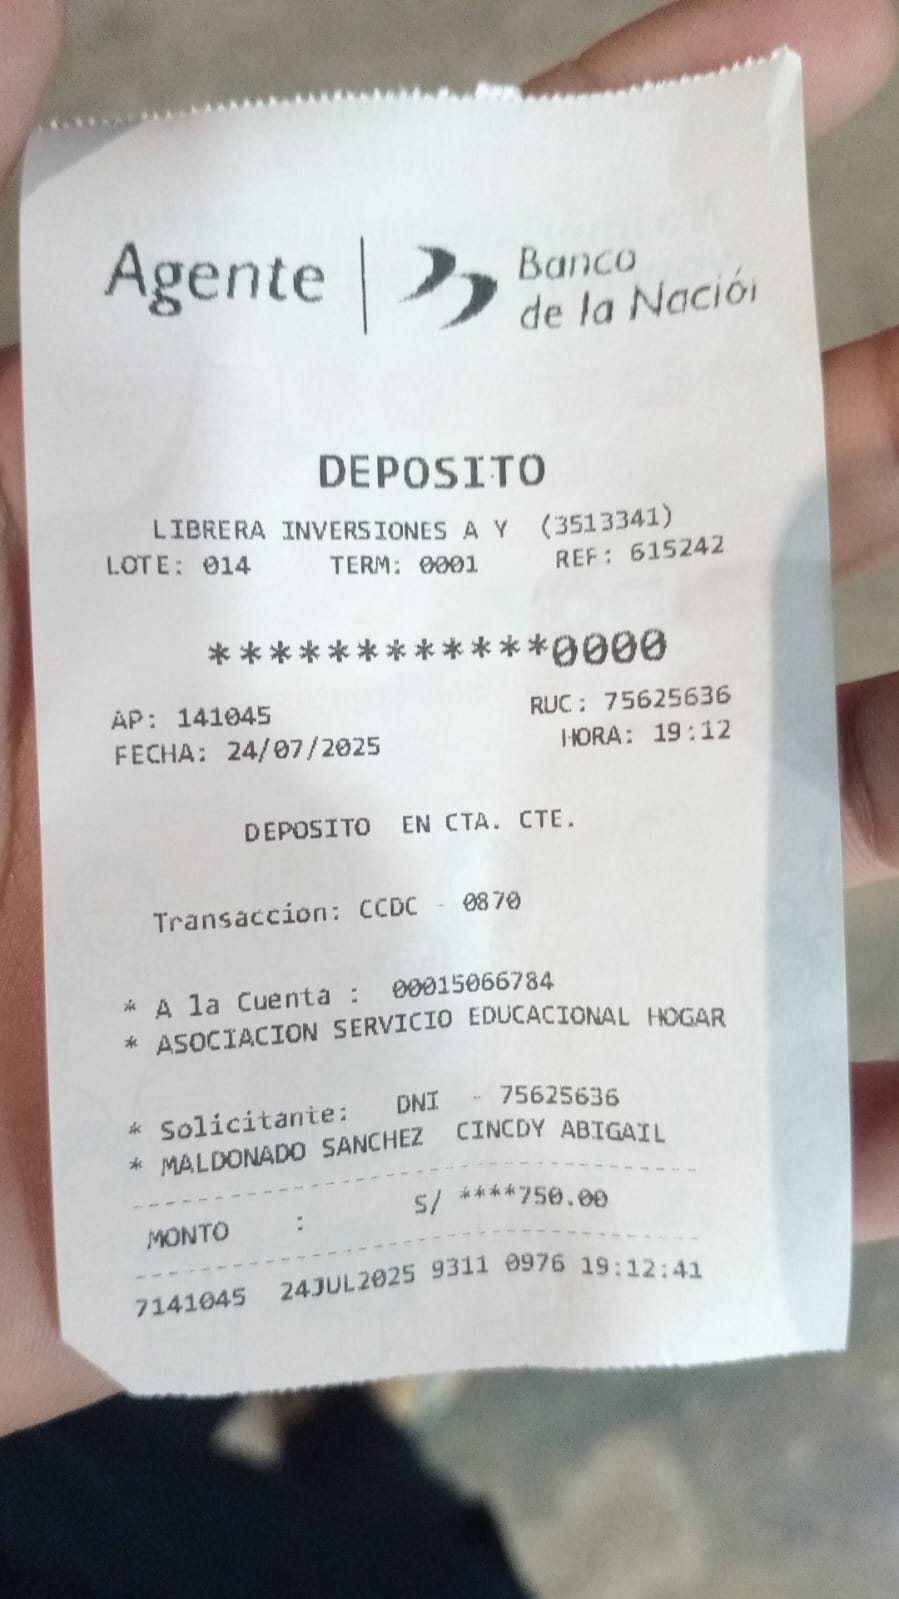 Agente | Banco
de la Nación
DEPOSITO
LIBRERA INVERSIONES A Y (3513341)
LOTE: 014 TERM: 0001 REF: 615242
************0000
AP: 141045 RUC: 75625636
FECHA: 24/07/2025 HORA: 19:12
DEPOSITO EN CTA. CTE.
Transaccion: CCDC - 0870
* A la Cuenta : 00015066784
* ASOCIACION SERVICIO EDUCACIONAL HOGAR
* Solicitante: DNI - 75625636
* MALDONADO SANCHEZ CINCDY ABIGAIL
MONTO : S/ ****750.00
7141045 24JUL2025 9311 0976 19:12:41